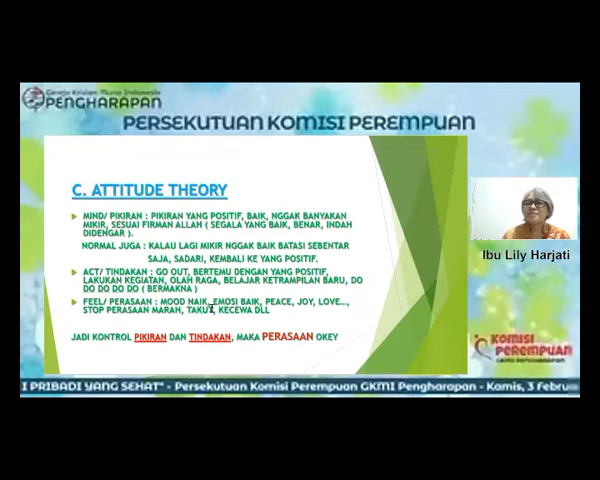 Gereja Kristen Muria Indonesia
PENGHARAPAN
PERSEKUTUAN KOMISI PEREMPUAN
C. ATTITUDE THEORY
MIND/ PIKIRAN : PIKIRAN YANG POSITIF, BAIK, NGGAK BANYAKAN
MIKIR, SESUAI FIRMAN ALLAH ( SEGALA YANG BAIK, BENAR, INDAH
DIDENGAR ).
NORMAL JUGA : KALAU LAGI MIKIR NGGAK BAIK BATASI SEBENTAR
SAJA, SADARI, KEMBALI KE YANG POSITIF.
ACT/ TINDAKAN : GO OUT, BERTEMU DENGAN YANG POSITIF,
LAKUKAN KEGIATAN, OLAH RAGA, BELAJAR KETRAMPILAN BARU, DO
DO DO DO DO ( BERMAKNA )
FEEL/ PERASAAN : MOOD NAIK, EMOSI BAIK, PEACE, JOY, LOVE...,
STOP PERASAAN MARAH, TAKUT, KECEWA DLL
JADI KONTROL PIKIRAN DAN TINDAKAN, MAKA PERASAAN OKEY
Ibu Lily Harjati
KOMISI
PEREMPUAN
GKMI PENGHARAPAN
I PRIBADI YANG SEHAT" - Persekutuan Komisi Perempuan GKMI Pengharapan - Kamis, 3 Februa